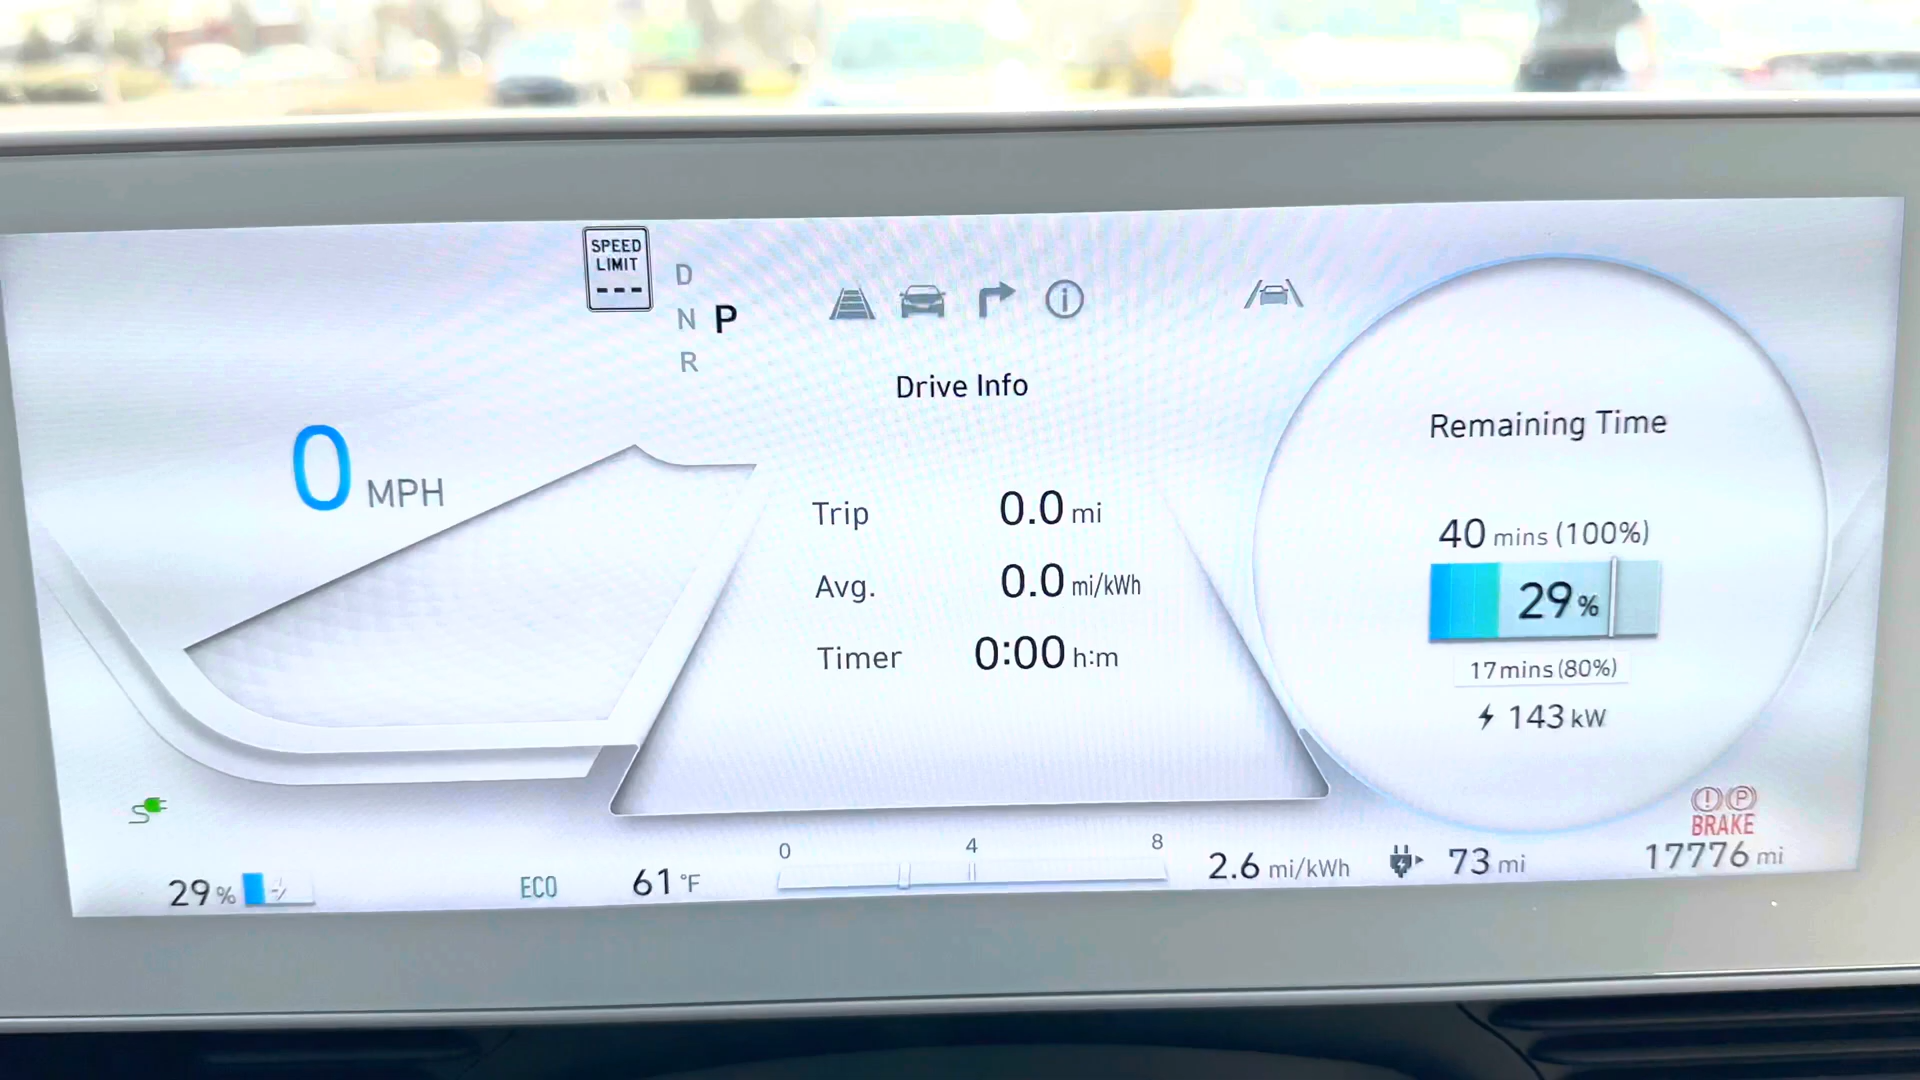 SPEED
LIMIT
---
D
N P
R
Drive Info
0 MPH
Trip 0.0 mi
Avg. 0.0 mi/kWh
Timer 0:00 h:m
Remaining Time
40 mins (100%)
29 %
17 mins (80%)
143 kW
P
BRAKE
29 %
ECO
61 °F
0 4 8
2.6 mi/kWh
73 mi
17776 mi